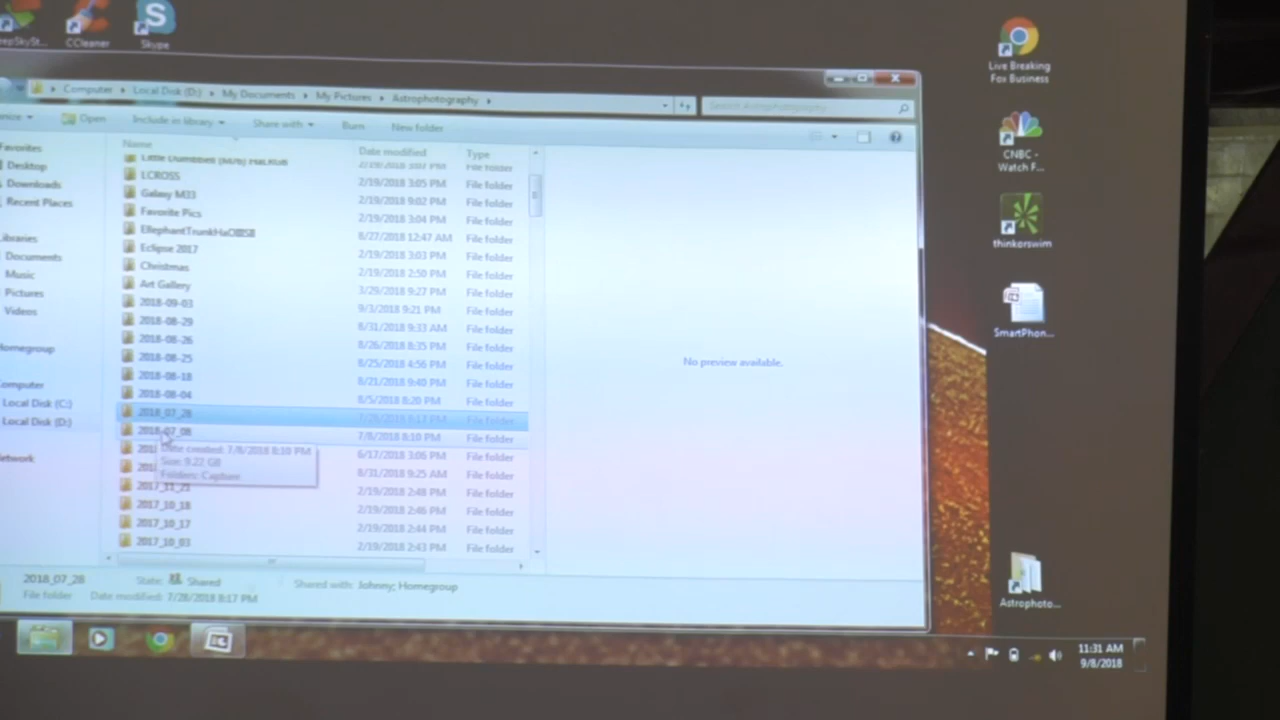 CCleaner
Skype
Live Breaking
Fox Business
CNBC -
Watch F...
thinkorswim
SmartPhon...
Astrophoto...
Computer
Local Disk (D:)
My Documents
My Pictures
Astrophotography
Search Astrophotography
Open
Include in library
Share with
Burn
New folder
Favorites
Desktop
Downloads
Recent Places
Libraries
Documents
Music
Pictures
Videos
Homegroup
Computer
Local Disk (C:)
Local Disk (D:)
Network
Name Date modified Type
File folder
LCROSS 2/19/2018 3:05 PM File folder
Galaxy M33 2/19/2018 9:02 PM File folder
Favorite Pics 2/19/2018 3:04 PM File folder
8/27/2018 12:47 AM File folder
Eclipse 2017 2/19/2018 3:03 PM File folder
Christmas 2/19/2018 2:50 PM File folder
Art Gallery 3/29/2018 9:27 PM File folder
2018-09-03 9/3/2018 9:21 PM File folder
2018-08-29 8/31/2018 9:33 AM File folder
2018-08-26 8/26/2018 8:35 PM File folder
2018-08-25 8/25/2018 4:56 PM File folder
2018-08-18 8/21/2018 9:40 PM File folder
2018-08-04 8/5/2018 8:20 PM File folder
2018_07_28 7/28/2018 8:17 PM File folder
2018-07_08 7/8/2018 8:10 PM File folder
6/17/2018 3:06 PM File folder
8/31/2018 9:25 AM File folder
2017_11_21 2/19/2018 2:48 PM File folder
2017_10_18 2/19/2018 2:46 PM File folder
2017_10_17 2/19/2018 2:44 PM File folder
2017_10_03 2/19/2018 2:43 PM File folder
Date created: 7/8/2018 8:10 PM
Size: 9.22 GB
Folders: Capture
No preview available.
2018_07_28 State: Shared Shared with: Johnny; Homegroup
File folder Date modified: 7/28/2018 8:17 PM
11:31 AM
9/8/2018